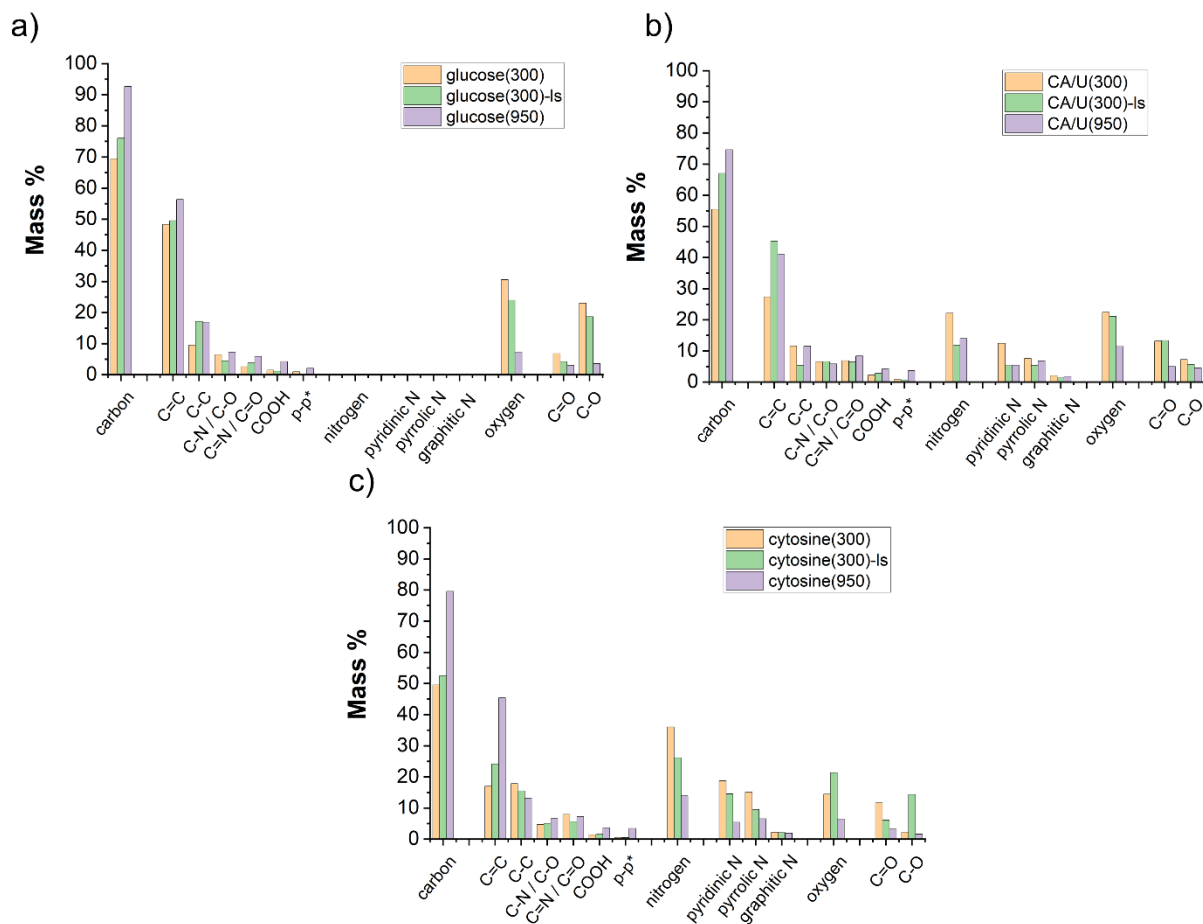 a)
Mass %
100
90
80
70
60
50
40
30
20
10
0
glucose(300)
glucose(300)-ls
glucose(950)
carbon
C=C
C-C
C-N / C-O
C=N / C=O
COOH
p-p*
nitrogen
pyridinic N
pyrrolic N
graphitic N
oxygen
C=O
C-O
b)
Mass %
100
90
80
70
60
50
40
30
20
10
0
CA/U(300)
CA/U(300)-ls
CA/U(950)
carbon
C=C
C-C
C-N / C-O
C=N / C=O
COOH
p-p*
nitrogen
pyridinic N
pyrrolic N
graphitic N
oxygen
C=O
C-O
c)
Mass %
100
90
80
70
60
50
40
30
20
10
0
cytosine(300)
cytosine(300)-ls
cytosine(950)
carbon
C=C
C-C
C-N / C-O
C=N / C=O
COOH
p-p*
nitrogen
pyridinic N
pyrrolic N
graphitic N
oxygen
C=O
C-O